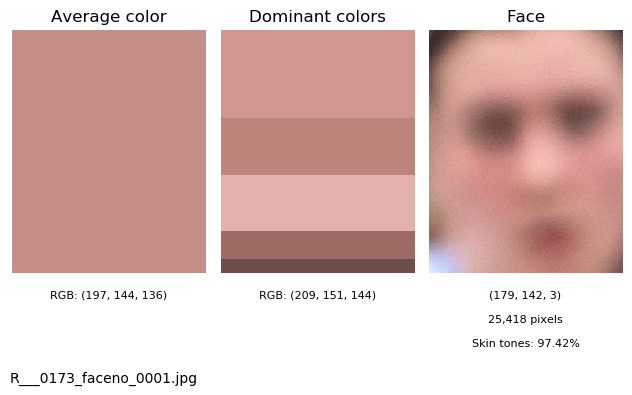 Average color
Dominant colors
Face
RGB: (197, 144, 136)
RGB: (209, 151, 144)
(179, 142, 3)
25,418 pixels
Skin tones: 97.42%
R___0173_faceno_0001.jpg